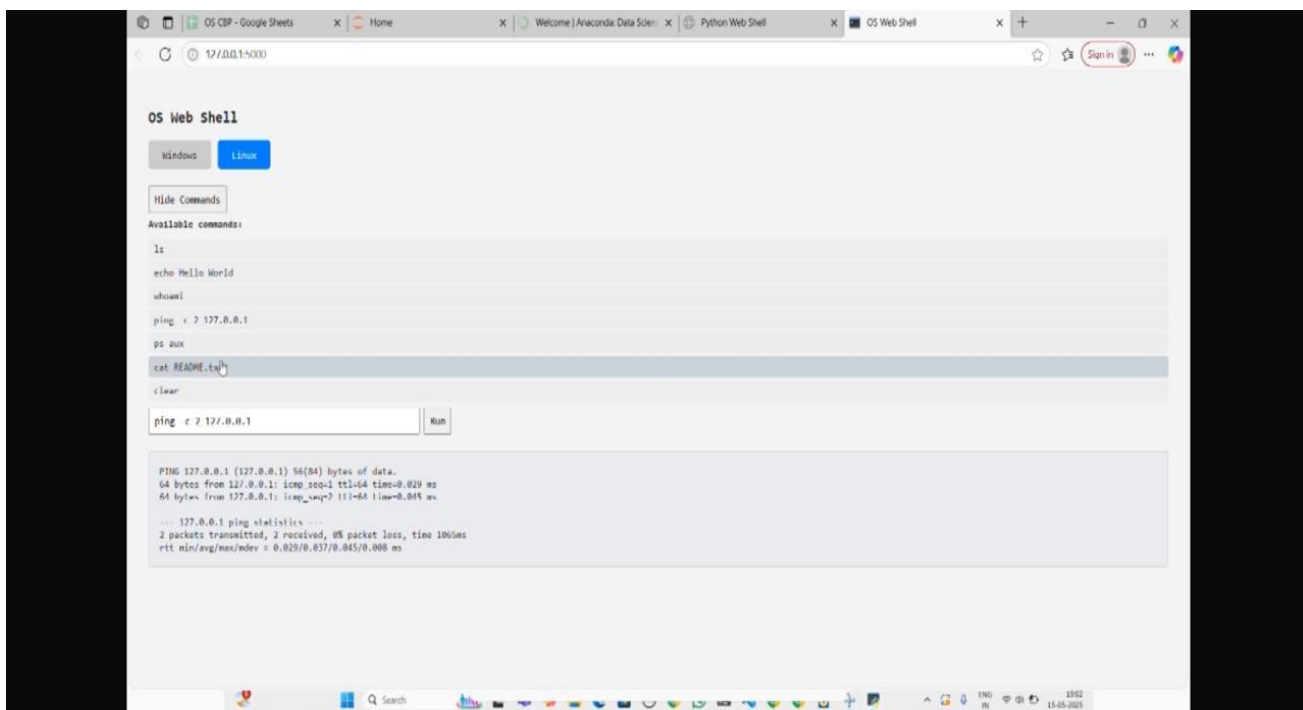 OS CBP - Google Sheets
Home
Welcome | Anaconda: Data Scien
Python Web Shell
OS Web Shell
127.0.0.1:5000
Sign in
OS Web Shell
Windows
Linux
Hide Commands
Available commands:
ls
echo Hello World
whoami
ping -c 2 127.0.0.1
ps aux
cat README.txt
clear
ping -c 2 127.0.0.1
Run
PING 127.0.0.1 (127.0.0.1) 56(84) bytes of data.
64 bytes from 127.0.0.1: icmp_seq=1 ttl=64 time=0.029 ms
64 bytes from 127.0.0.1: icmp_seq=2 ttl=64 time=0.045 ms
--- 127.0.0.1 ping statistics ---
2 packets transmitted, 2 received, 0% packet loss, time 1065ms
rtt min/avg/max/mdev = 0.029/0.037/0.045/0.008 ms
Search
ENG
IN
13-05-2025